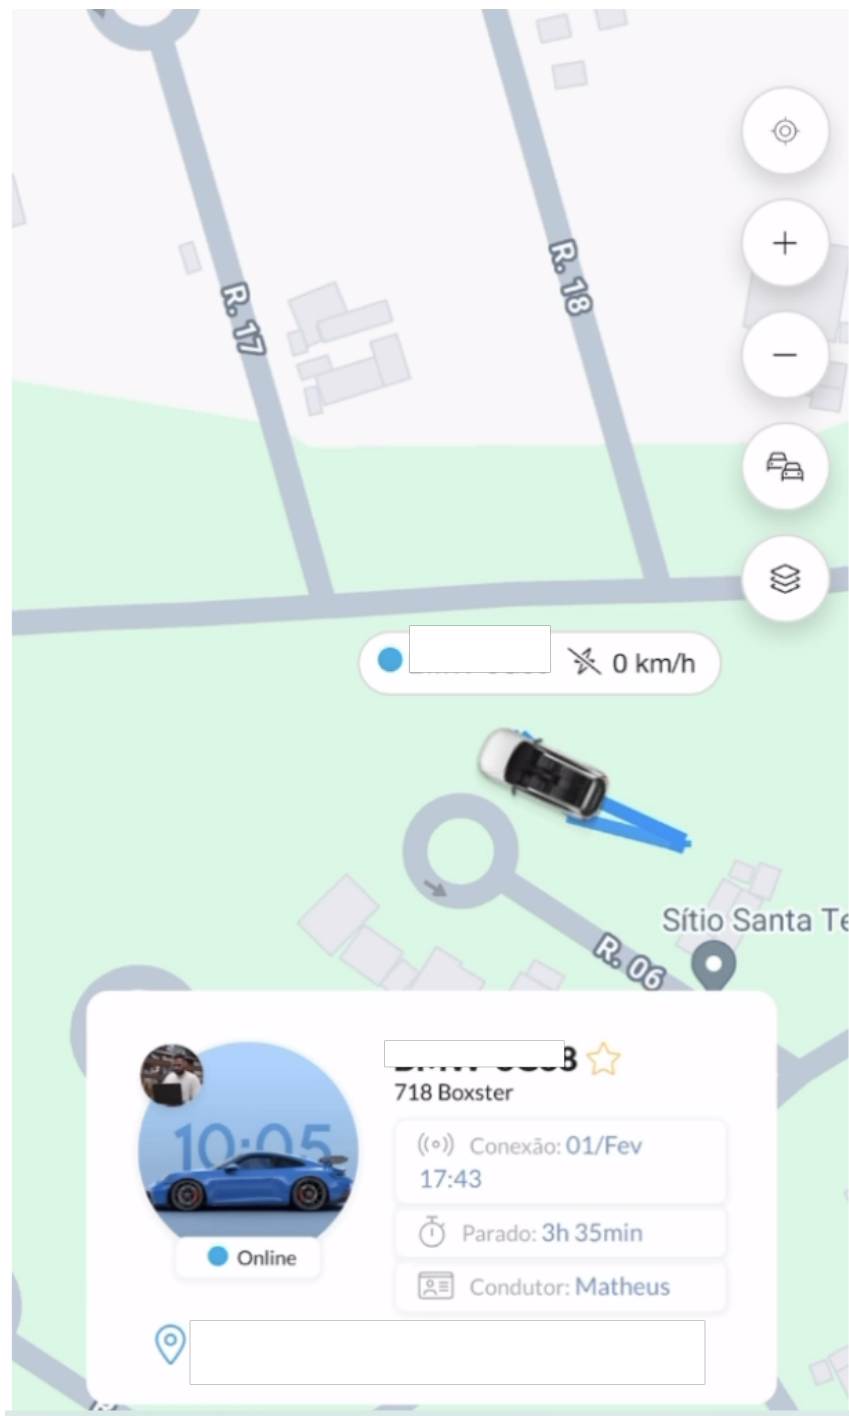 R. 17
R. 18
0 km/h
Sítio Santa Te
R. 06
10:05
718 Boxster
Conexão: 01/Fev
17:43
Parado: 3h 35min
Online
Condutor: Matheus